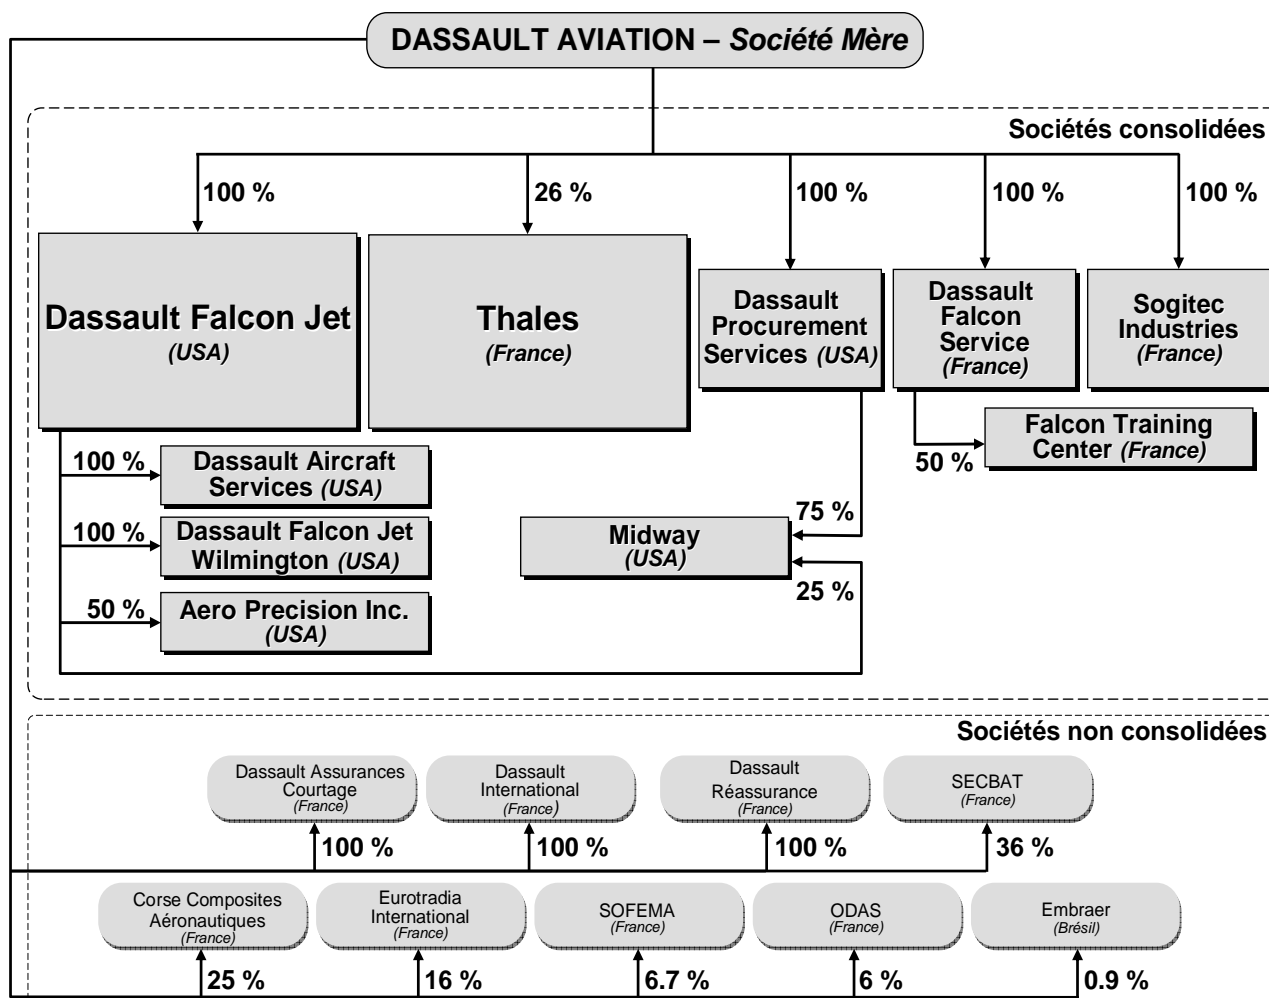 DASSAULT AVIATION – Société Mère
Sociétés consolidées
100 %
26 %
100 %
100 %
100 %
Dassault Falcon Jet
(USA)
Thales
(France)
Dassault
Procurement
Services (USA)
Dassault
Falcon
Service
(France)
Sogitec
Industries
(France)
100 %
Dassault Aircraft
Services (USA)
50 %
Falcon Training
Center (France)
100 %
Dassault Falcon Jet
Wilmington (USA)
75 %
Midway
(USA)
25 %
50 %
Aero Precision Inc.
(USA)
Sociétés non consolidées
Dassault Assurances
Courtage
(France)
Dassault
International
(France)
Dassault
Réassurance
(France)
SECBAT
(France)
100 %
100 %
100 %
36 %
Corse Composites
Aéronautiques
(France)
Eurotradia
International
(France)
SOFEMA
(France)
ODAS
(France)
Embraer
(Brésil)
25 %
16 %
6.7 %
6 %
0.9 %